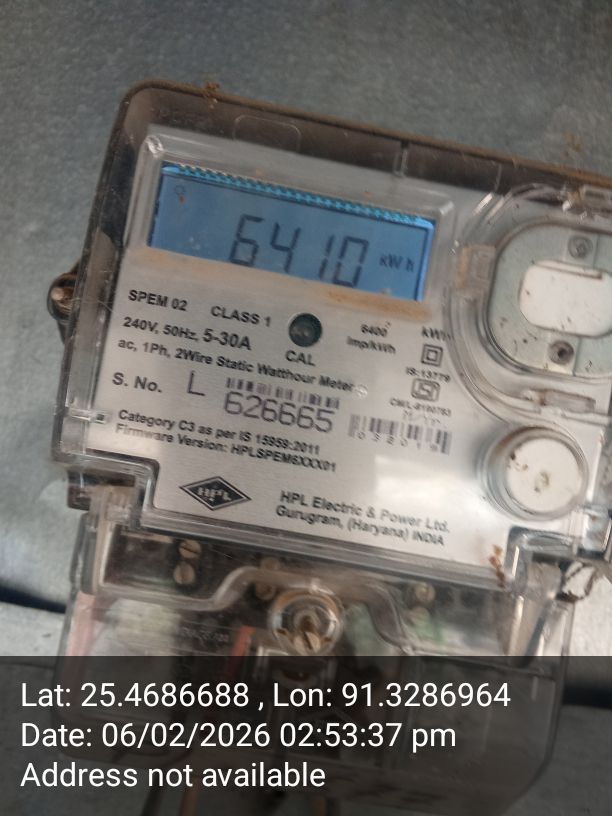 6410 kWh
SPEM 02 CLASS 1 6400 imp/kWh
kWh
240V, 50Hz, 5-30A
CAL
ac, 1Ph, 2Wire Static Watthour Meter
IS:13779
S. No. L 626665
032019
Category C3 as per IS 15959:2011
Firmware Version: HPLSPEM6XXX01
HPL
HPL Electric & Power Ltd.
Gurugram, (Haryana) INDIA
Lat: 25.4686688 , Lon: 91.3286964
Date: 06/02/2026 02:53:37 pm
Address not available